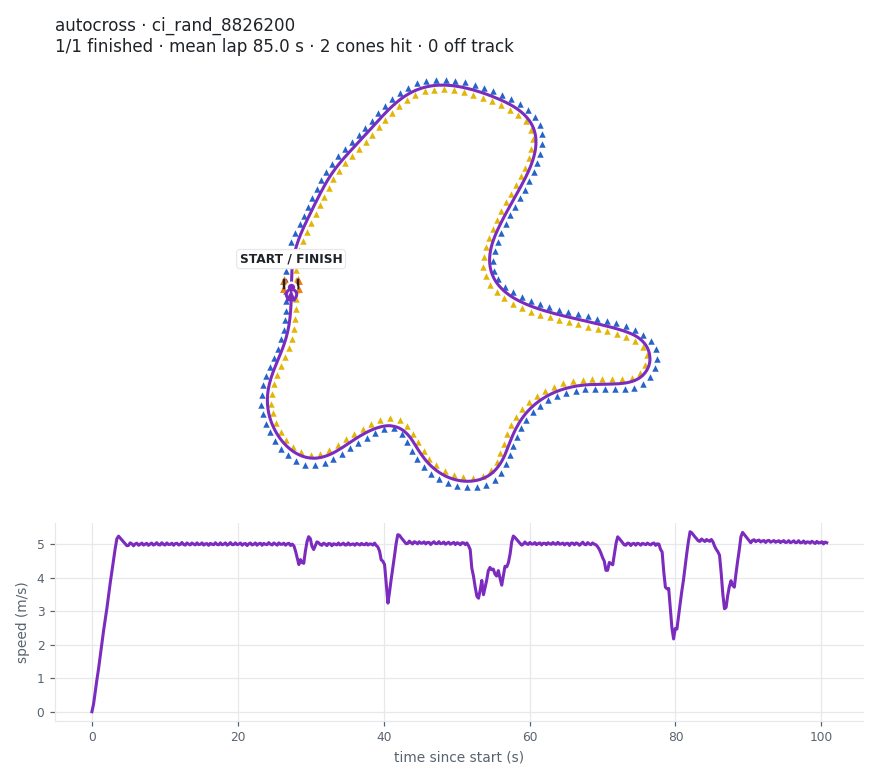 autocross · ci_rand_8826200
1/1 finished · mean lap 85.0 s · 2 cones hit · 0 off track
START / FINISH
5
4
3
2
1
0
speed (m/s)
0 20 40 60 80 100
time since start (s)